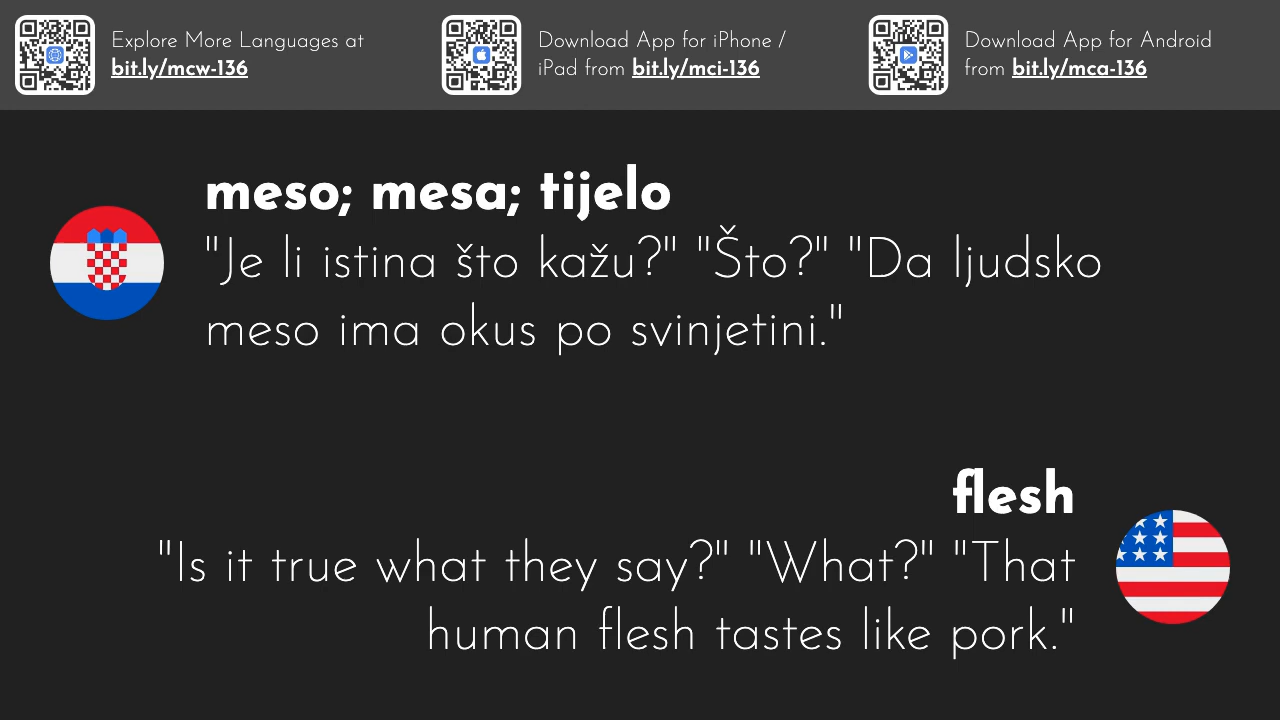 Explore More Languages at
bit.ly/mcw-136
Download App for iPhone /
iPad from bit.ly/mci-136
Download App for Android
from bit.ly/mca-136
meso; mesa; tijelo
"Je li istina što kažu?" "Što?" "Da ljudsko
meso ima okus po svinjetini."
flesh
"Is it true what they say?" "What?" "That
human flesh tastes like pork."